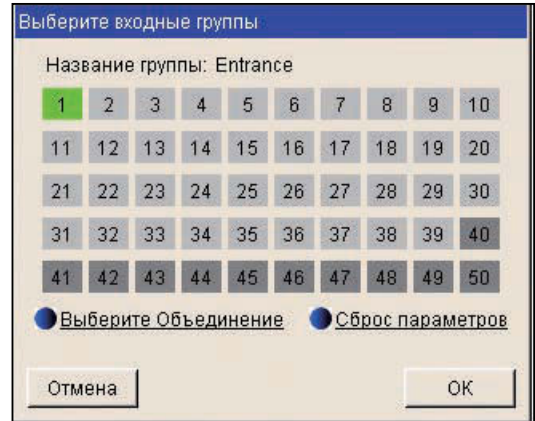 Выберите входные группы
Название группы: Entrance
1 2 3 4 5 6 7 8 9 10
11 12 13 14 15 16 17 18 19 20
21 22 23 24 25 26 27 28 29 30
31 32 33 34 35 36 37 38 39 40
41 42 43 44 45 46 47 48 49 50
Выберите Объединение Сброс параметров
Отмена OK